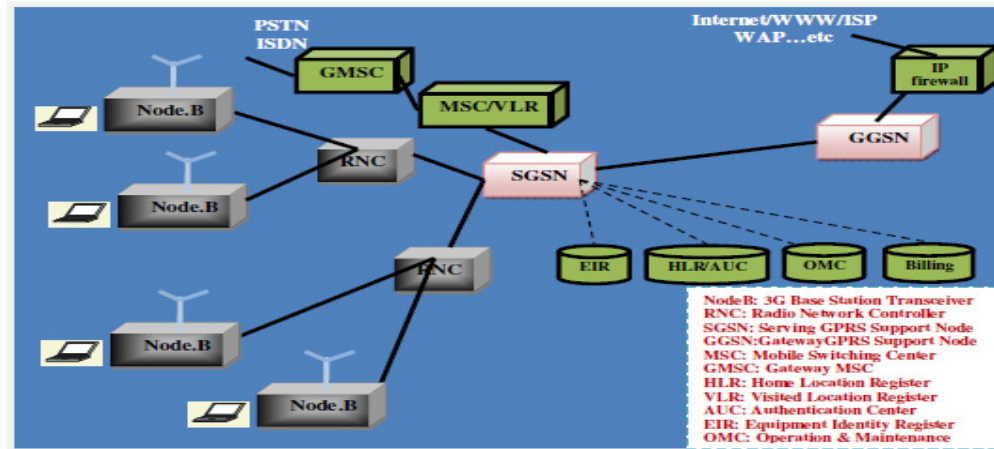 PSTN
ISDN
Internet/WWW/ISP
WAP...etc
GMSC
IP
firewall
MSC/VLR
Node.B
GGSN
RNC
SGSN
Node.B
RNC
EIR
HLR/AUC
OMC
Billing
Node.B
Node.B
NodeB: 3G Base Station Transceiver
RNC: Radio Network Controller
SGSN: Serving GPRS Support Node
GGSN:GatewayGPRS Support Node
MSC: Mobile Switching Center
GMSC: Gateway MSC
HLR: Home Location Register
VLR: Visited Location Register
AUC: Authentication Center
EIR: Equipment Identity Register
OMC: Operation & Maintenance